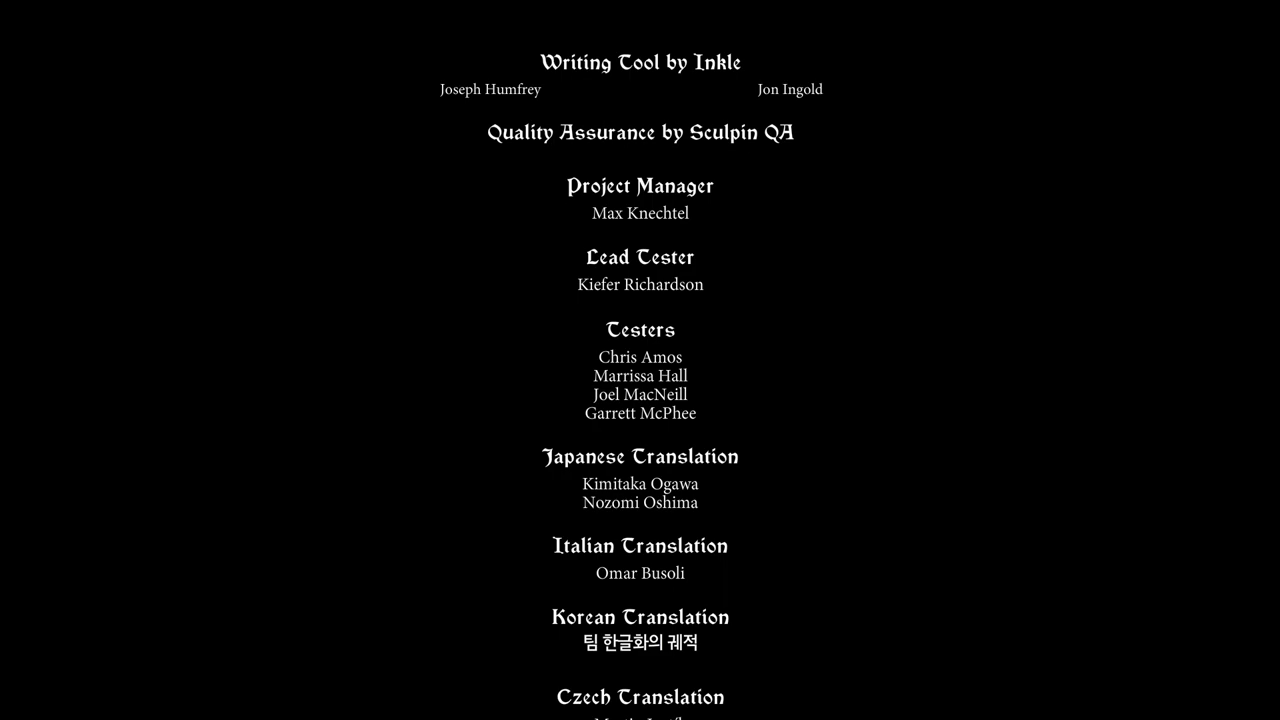 Writing Tool by Inkle
Joseph Humfrey Jon Ingold
Quality Assurance by Sculpin QA
Project Manager
Max Knechtel
Lead Tester
Kiefer Richardson
Testers
Chris Amos
Marrissa Hall
Joel MacNeill
Garrett McPhee
Japanese Translation
Kimitaka Ogawa
Nozomi Oshima
Italian Translation
Omar Busoli
Korean Translation
팀 한글화의 궤적
Czech Translation